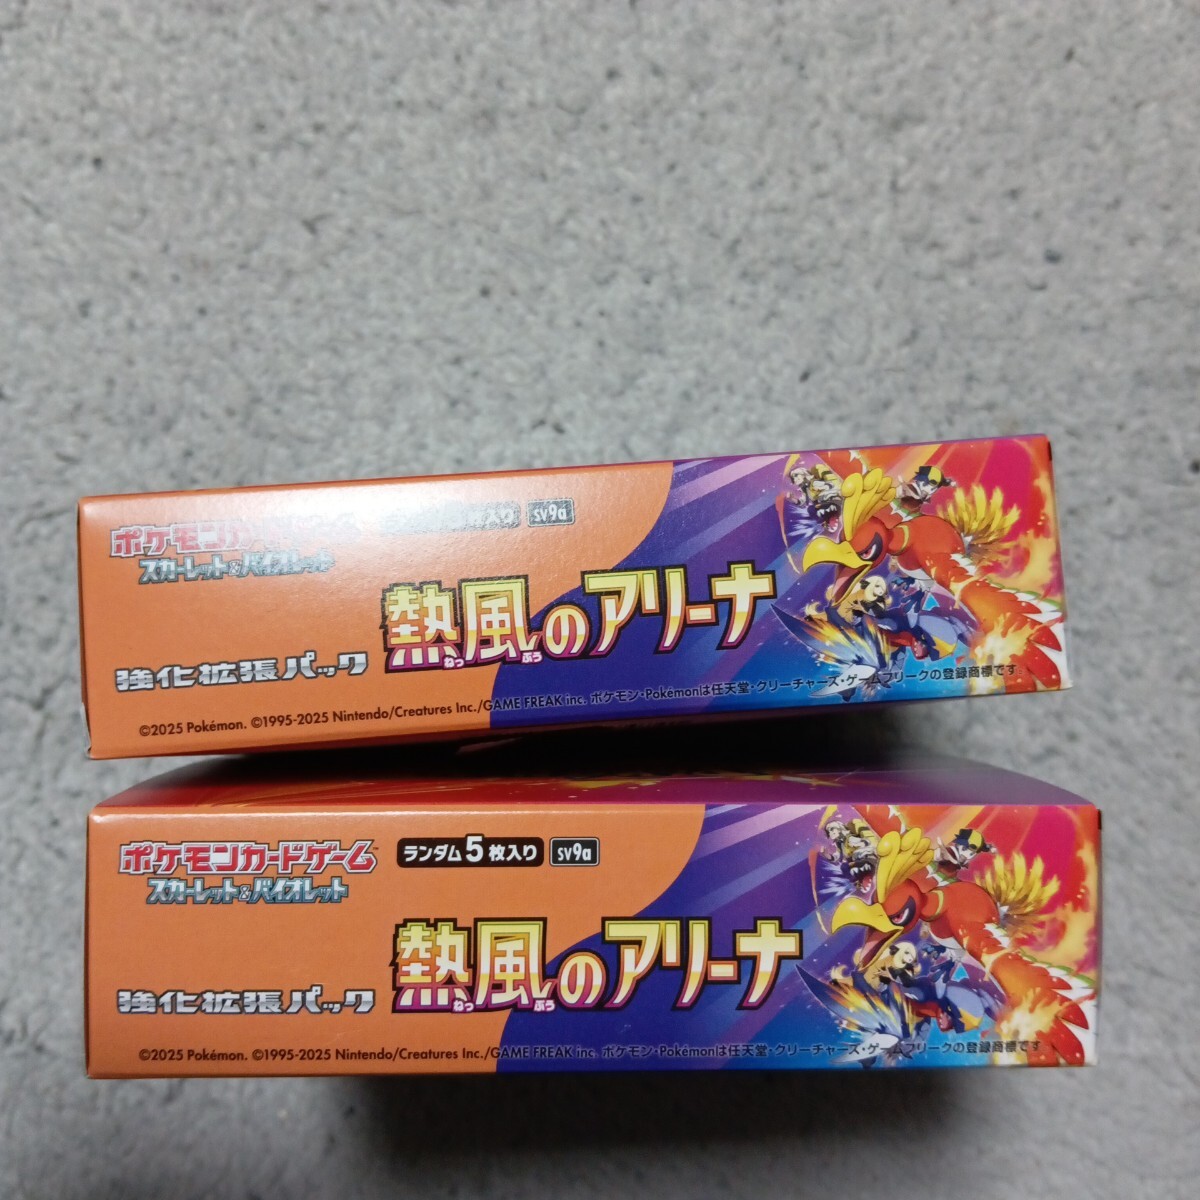 ポケモンカードゲーム
スカーレット&バイオレット
枚入り sv9a
強化拡張パック
熱風のアリーナ
ねっ ぷう
©2025 Pokémon. ©1995-2025 Nintendo/Creatures Inc./GAME FREAK inc. ポケモン・Pokémonは任天堂・クリーチャーズ・ゲームフリークの登録商標です
ポケモンカードゲーム
スカーレット&バイオレット
ランダム5枚入り sv9a
強化拡張パック
熱風のアリーナ
ねっ ぷう
©2025 Pokémon. ©1995-2025 Nintendo/Creatures Inc./GAME FREAK inc. ポケモン・Pokémonは任天堂・クリーチャーズ・ゲームフリークの登録商標です